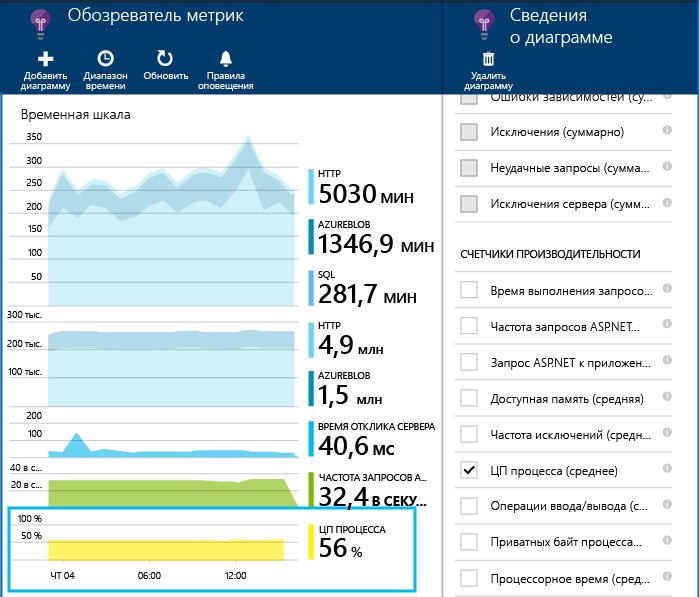 Обозреватель метрик
Добавить
диаграмму
Диапазон
времени
Обновить
Правила
оповещения
Временная шкала
350
300
250
200
150
100
50
HTTP
5030 мин
AZUREBLOB
1346,9 мин
SQL
281,7 мин
300 тыс.
200 тыс.
100 тыс.
HTTP
4,9 млн
AZUREBLOB
1,5 млн
200
100
ВРЕМЯ ОТКЛИКА СЕРВЕРА
40,6 мс
40 в с...
20 в с...
ЧАСТОТА ЗАПРОСОВ A...
32,4 В СЕКУ...
100 %
50 %
ЦП ПРОЦЕССА
56 %
ЧТ 04
06:00
12:00
Сведения
о диаграмме
Удалить
диаграмму
Ошибки зависимостей (су...
Исключения (суммарно)
Неудачные запросы (сумма...
Исключения сервера (сумм...
СЧЕТЧИКИ ПРОИЗВОДИТЕЛЬНОСТИ
Время выполнения запросо...
Частота запросов ASP.NET...
Запрос ASP.NET к приложен...
Доступная память (средняя)
Частота исключений (средн...
ЦП процесса (среднее)
Операции ввода/вывода (с...
Приватных байт процесса...
Процессорное время (сред...